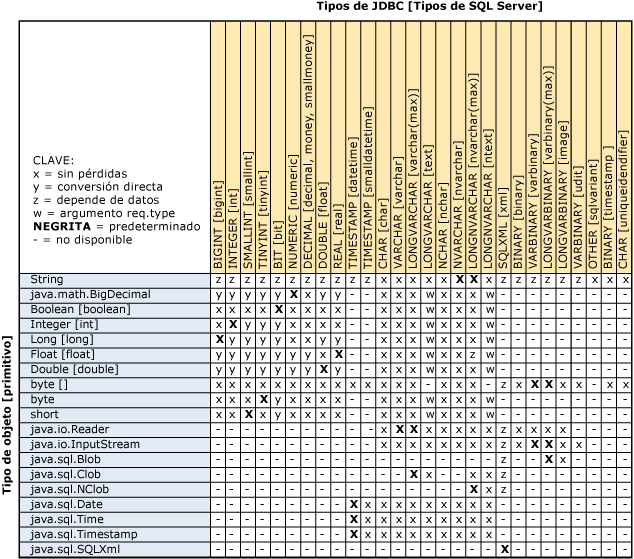 Tipos de JDBC [Tipos de SQL Server]
CLAVE:
x = sin pérdidas
y = conversión directa
z = depende de datos
w = argumento req.type
NEGRITA = predeterminado
- = no disponible
BIGINT [bigint]
INTEGER [int]
SMALLINT [smallint]
TINYINT [tinyint]
BIT [bit]
NUMERIC [numeric]
DECIMAL [decimal, money, smallmoney]
DOUBLE [float]
REAL [real]
TIMESTAMP [datetime]
TIMESTAMP [smalldatetime]
CHAR [char]
VARCHAR [varchar]
LONGVARCHAR [varchar(max)]
LONGVARCHAR [text]
NCHAR [nchar]
NVARCHAR [nvarchar]
LONGNVARCHAR [nvarchar(max)]
LONGNVARCHAR [ntext]
SQLXML [xml]
BINARY [binary]
VARBINARY [varbinary]
LONGVARBINARY [varbinary(max)]
LONGVARBINARY [image]
VARBINARY [udt]
OTHER [sqlvariant]
BINARY [timestamp ]
CHAR [uniqueidendifier]
Tipo de objeto [primitivo]
String z z z z z z z z z z z x x x x x X X x z x x x x z x x x
java.math.BigDecimal y y y y y X x y y - - x x x w x x x w - - - - - - - - -
Boolean [boolean] x x x x X x x x x - - x x x w x x x w - - - - - - - - -
Integer [int] x X x x y x x x x - - x x x w x x x w - - - - - - - - -
Long [long] X y y y y x x y y - - x x x w x x x w - - - - - - - - -
Float [float] y y y y y y y x X - - x x x w x x z w - - - - - - - - -
Double [double] y y y y y y y X y - - x x x w x x x w - - - - - - - - -
byte [] x x x x x x x x x x x x x x - x x x - z x X X x x - x x
byte x x x X y x x x x - - x x x w x x x w - - - - - - - - -
short x x X x y x x x x - - x x x w x x x w - - - - - - - - -
java.io.Reader - - - - - - - - - - - x X X x x x x x z x x x x - - - -
java.io.InputStream - - - - - - - - - - - x x x x x x x x z x X X x x - - -
java.sql.Blob - - - - - - - - - - - - - - - - - - - z - - X x - - - -
java.sql.Clob - - - - - - - - - - - - - X x - - x x z - - - - - - - -
java.sql.NClob - - - - - - - - - - - - - - - - - X x z - - - - - - - -
java.sql.Date - - - - - - - - - X x x x x x x x x x - - - - - - - - -
java.sql.Time - - - - - - - - - X x x x x x x x x x - - - - - - - - -
java.sql.Timestamp - - - - - - - - - X x x x x x x x x x - - - - - - - - -
java.sql.SQLXml - - - - - - - - - - - - - - - - - - - X - - - - - - - -